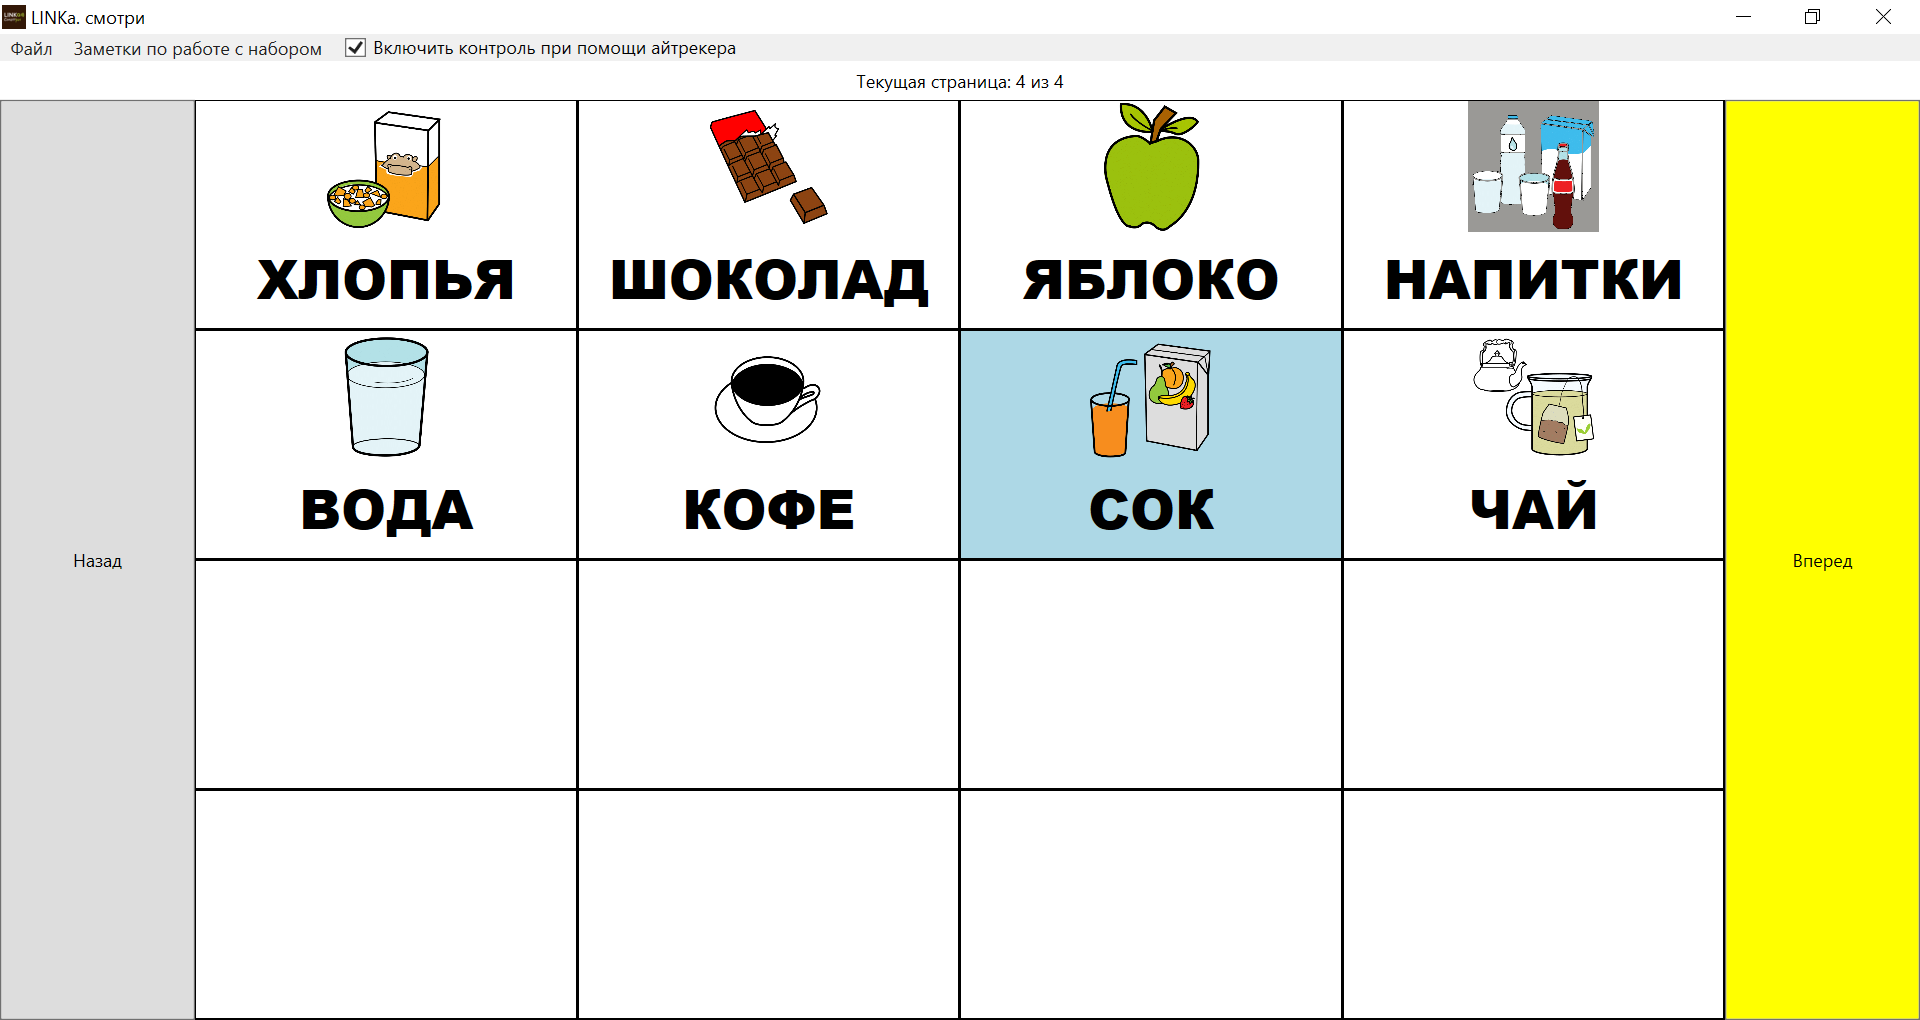 LINKa. смотри
Файл Заметки по работе с набором Включить контроль при помощи айтрекера
Текущая страница: 4 из 4
ХЛОПЬЯ ШОКОЛАД ЯБЛОКО НАПИТКИ
ВОДА КОФЕ СОК ЧАЙ
Назад Вперед